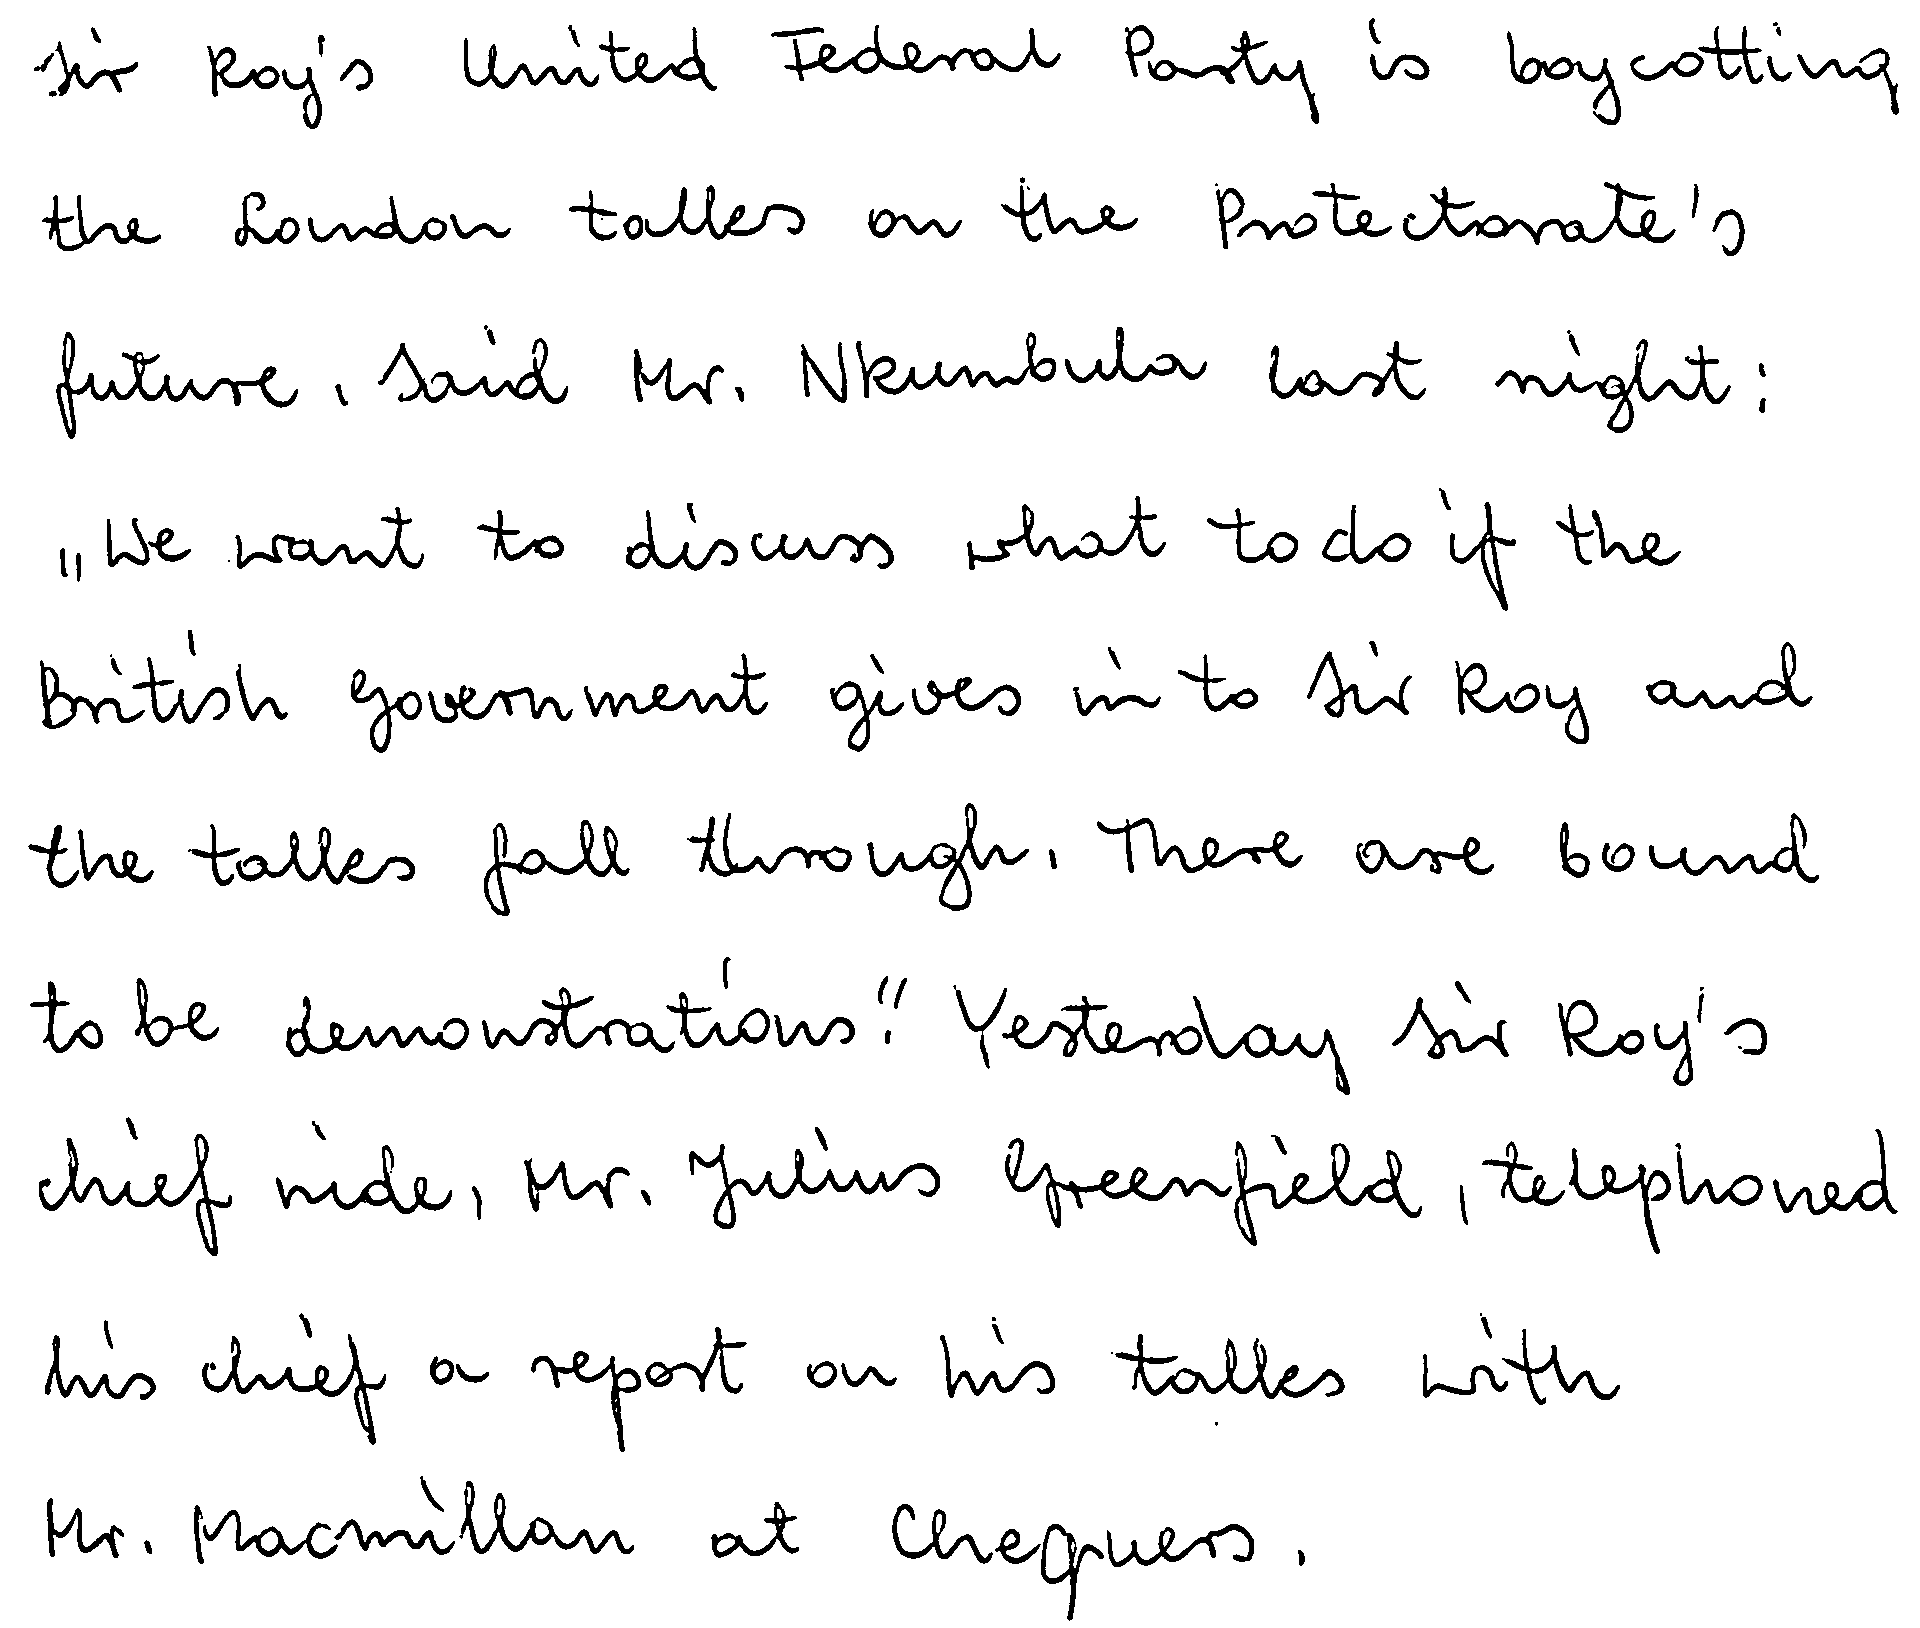 Sir Roy's United Federal Party is boycotting
the London talks on the Protectorate's
future. Said Mr. Nkumbula last night:
„We want to discuss what to do if the
British Government gives in to Sir Roy and
the talks fall through. There are bound
to be demonstrations." Yesterday Sir Roy's
chief aide, Mr. Julius Greenfield, telephoned
his chief a report on his talks with
Mr. Macmillan at Chequers.